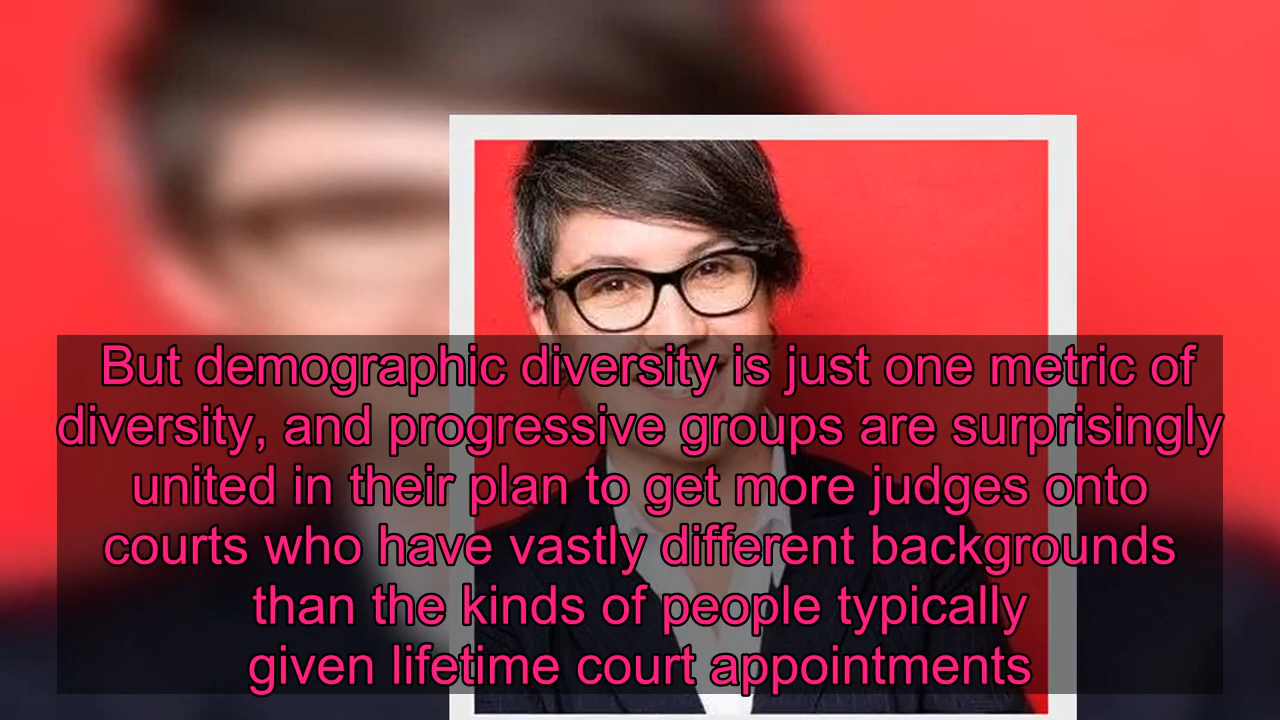 But demographic diversity is just one metric of
diversity, and progressive groups are surprisingly
united in their plan to get more judges onto
courts who have vastly different backgrounds
than the kinds of people typically
given lifetime court appointments